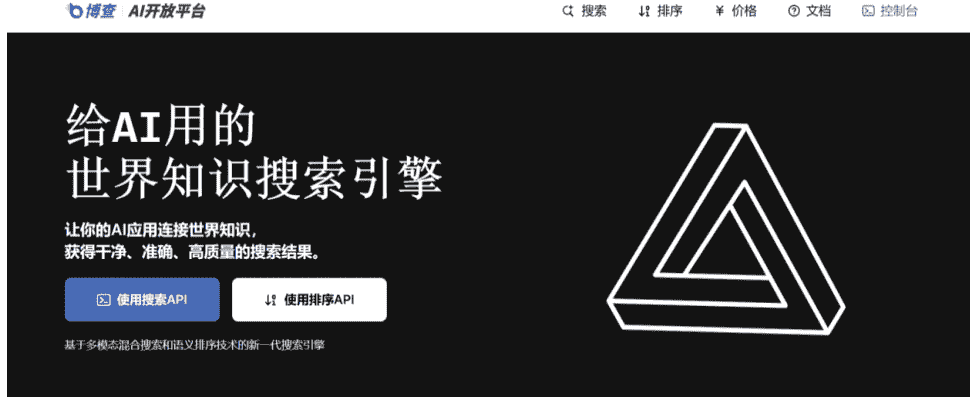 博查 AI开放平台
搜索 排序 ¥ 价格 文档 控制台
给AI用的
世界知识搜索引擎
让你的AI应用连接世界知识，
获得干净、准确、高质量的搜索结果。
使用搜索API 使用排序API
基于多模态混合搜索和语义排序技术的新一代搜索引擎